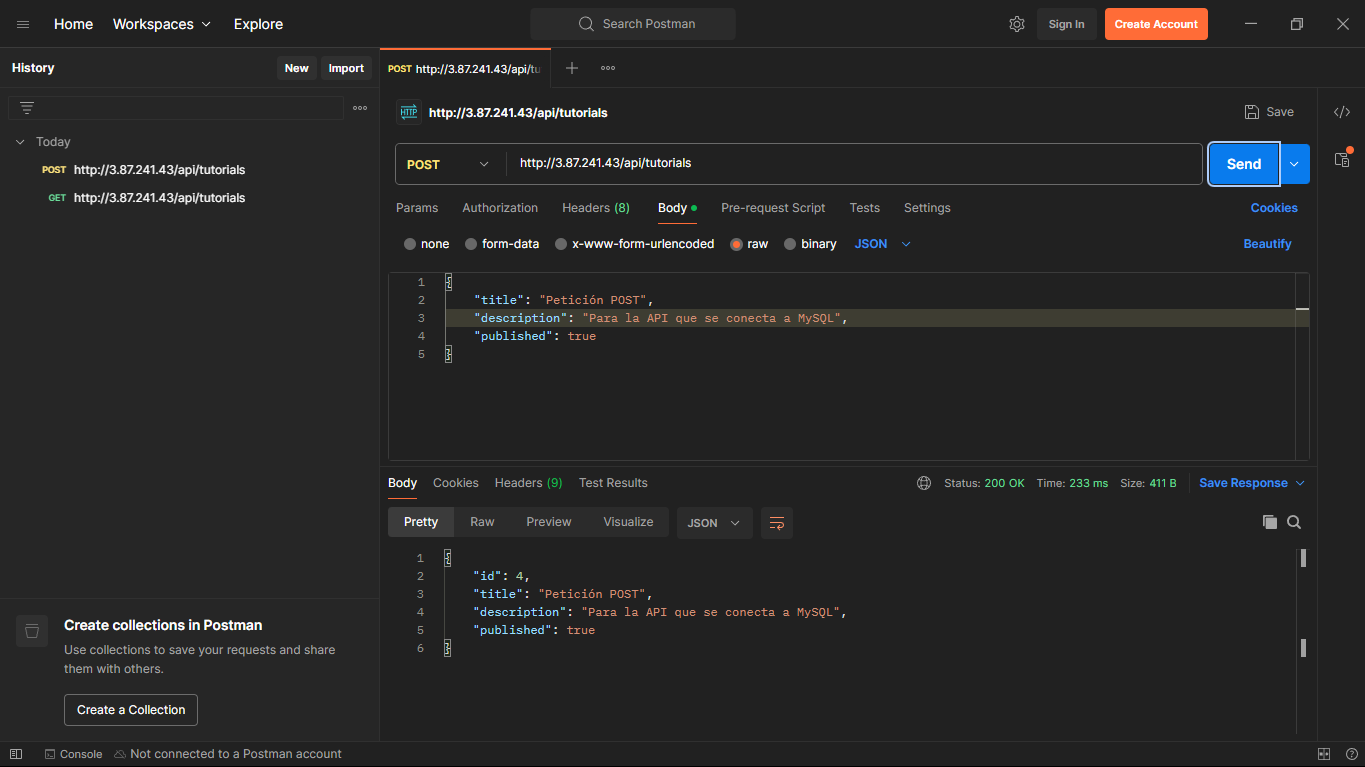 Home Workspaces Explore Search Postman Sign In Create Account
History New Import
POST http://3.87.241.43/api/tu
HTTP http://3.87.241.43/api/tutorials Save
Today
POST http://3.87.241.43/api/tutorials
GET http://3.87.241.43/api/tutorials
POST http://3.87.241.43/api/tutorials Send
Params Authorization Headers (8) Body Pre-request Script Tests Settings Cookies
none form-data x-www-form-urlencoded raw binary JSON Beautify
1 {
2 "title": "Petición POST",
3 "description": "Para la API que se conecta a MySQL",
4 "published": true
5 }
Body Cookies Headers (9) Test Results Status: 200 OK Time: 233 ms Size: 411 B Save Response
Pretty Raw Preview Visualize JSON
1 {
2 "id": 4,
3 "title": "Petición POST",
4 "description": "Para la API que se conecta a MySQL",
5 "published": true
6 }
Create collections in Postman
Use collections to save your requests and share
them with others.
Create a Collection
Console Not connected to a Postman account